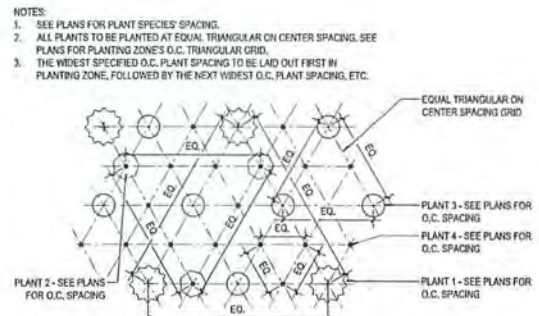 NOTES:
1. SEE PLANS FOR PLANT SPECIES' SPACING.
2. ALL PLANTS TO BE PLANTED AT EQUAL TRIANGULAR ON CENTER SPACING. SEE
PLANS FOR PLANTING ZONE'S O.C. TRIANGULAR GRID.
3. THE WIDEST SPECIFIED O.C. PLANT SPACING TO BE LAID OUT FIRST IN
PLANTING ZONE, FOLLOWED BY THE NEXT WIDEST O.C. PLANT SPACING, ETC.
EQUAL TRIANGULAR ON
CENTER SPACING GRID
EQ.
EQ.
EQ.
EQ.
EQ.
EQ.
EQ.
PLANT 3 - SEE PLANS FOR
O.C. SPACING
EQ.
PLANT 4 - SEE PLANS FOR
O.C. SPACING
EQ.
EQ.
PLANT 2 - SEE PLANS
FOR O.C. SPACING
PLANT 1 - SEE PLANS FOR
O.C. SPACING
EQ.